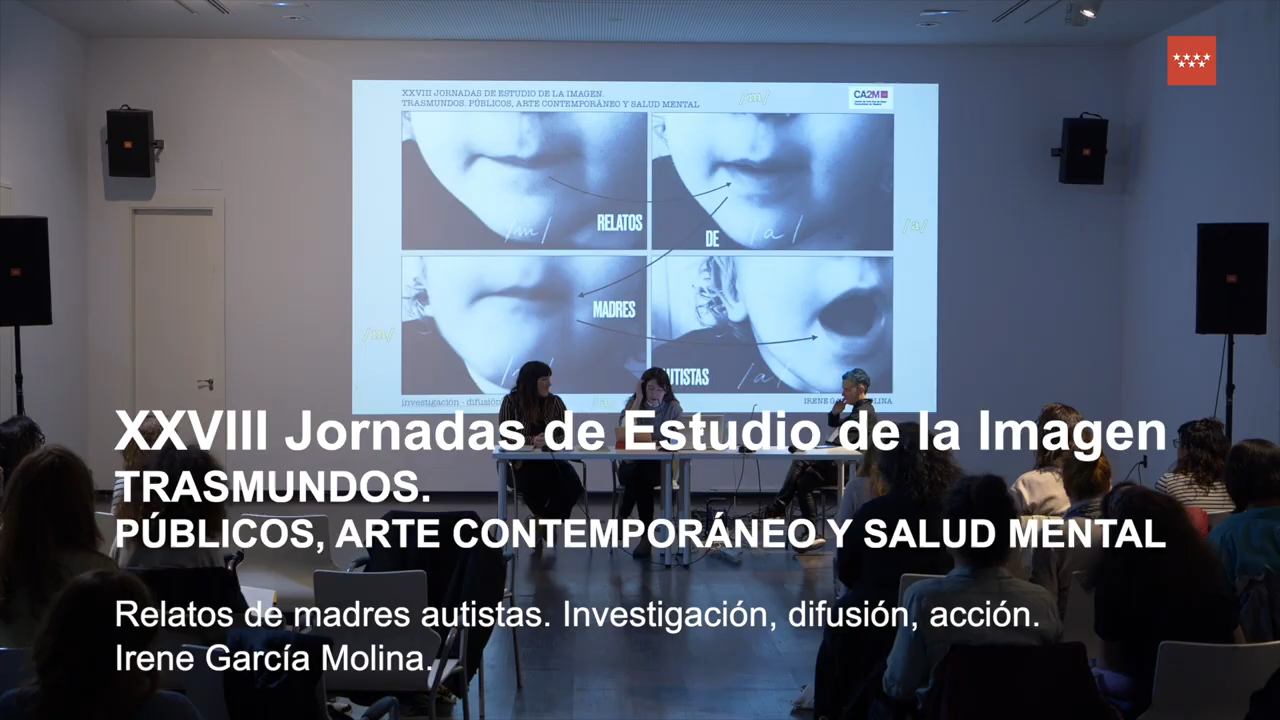 XXVIII JORNADAS DE ESTUDIO DE LA IMAGEN.
TRASMUNDOS. PÚBLICOS, ARTE CONTEMPORÁNEO Y SALUD MENTAL
/m/
CA2M
/m/
RELATOS
DE
/a/
/a/
/m/
MADRES
AUTISTAS
/a/
investigación - difusión
IRENE
MOLINA
XXVIII Jornadas de Estudio de la Imagen
TRASMUNDOS.
PÚBLICOS, ARTE CONTEMPORÁNEO Y SALUD MENTAL
Relatos de madres autistas. Investigación, difusión, acción.
Irene García Molina.